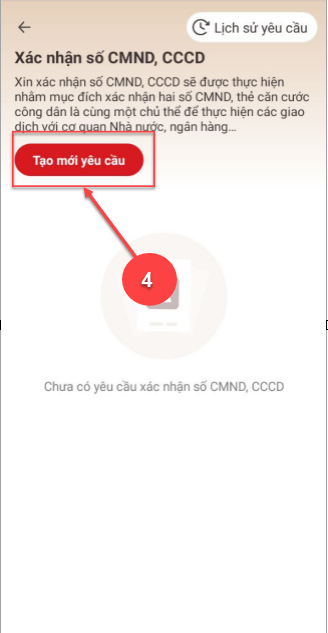 Lịch sử yêu cầu
Xác nhận số CMND, CCCD
Xin xác nhận số CMND, CCCD sẽ được thực hiện
nhằm mục đích xác nhận hai số CMND, thẻ căn cước
công dân là cùng một chủ thể để thực hiện các giao
dịch với cơ quan Nhà nước, ngân hàng...
Tạo mới yêu cầu
4
Chưa có yêu cầu xác nhận số CMND, CCCD